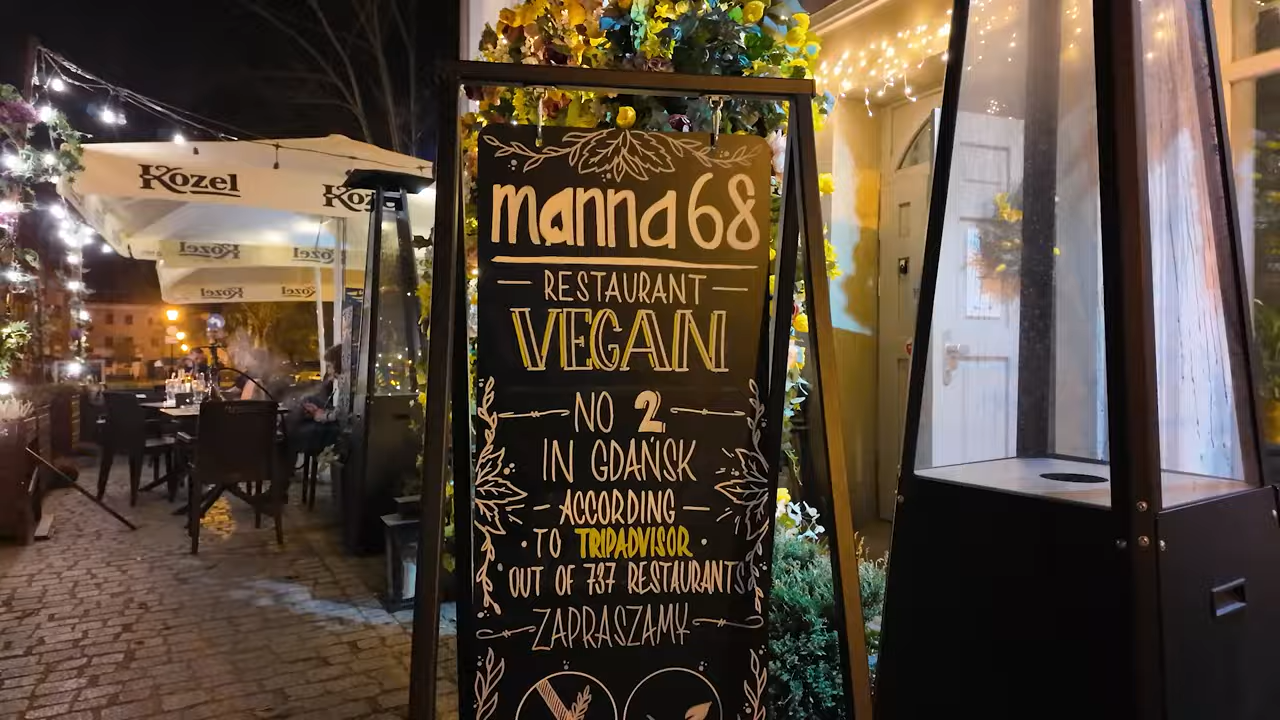 Kozel
Koz
Kozel
Kozel
Kozel
Kozel
manna 68
RESTAURANT
VEGAN
NO 2
IN GDAŃSK
- ACCORDING -
· TO TRIPADVISOR ·
OUT OF 737 RESTAURANTS
ZAPRASZAMY